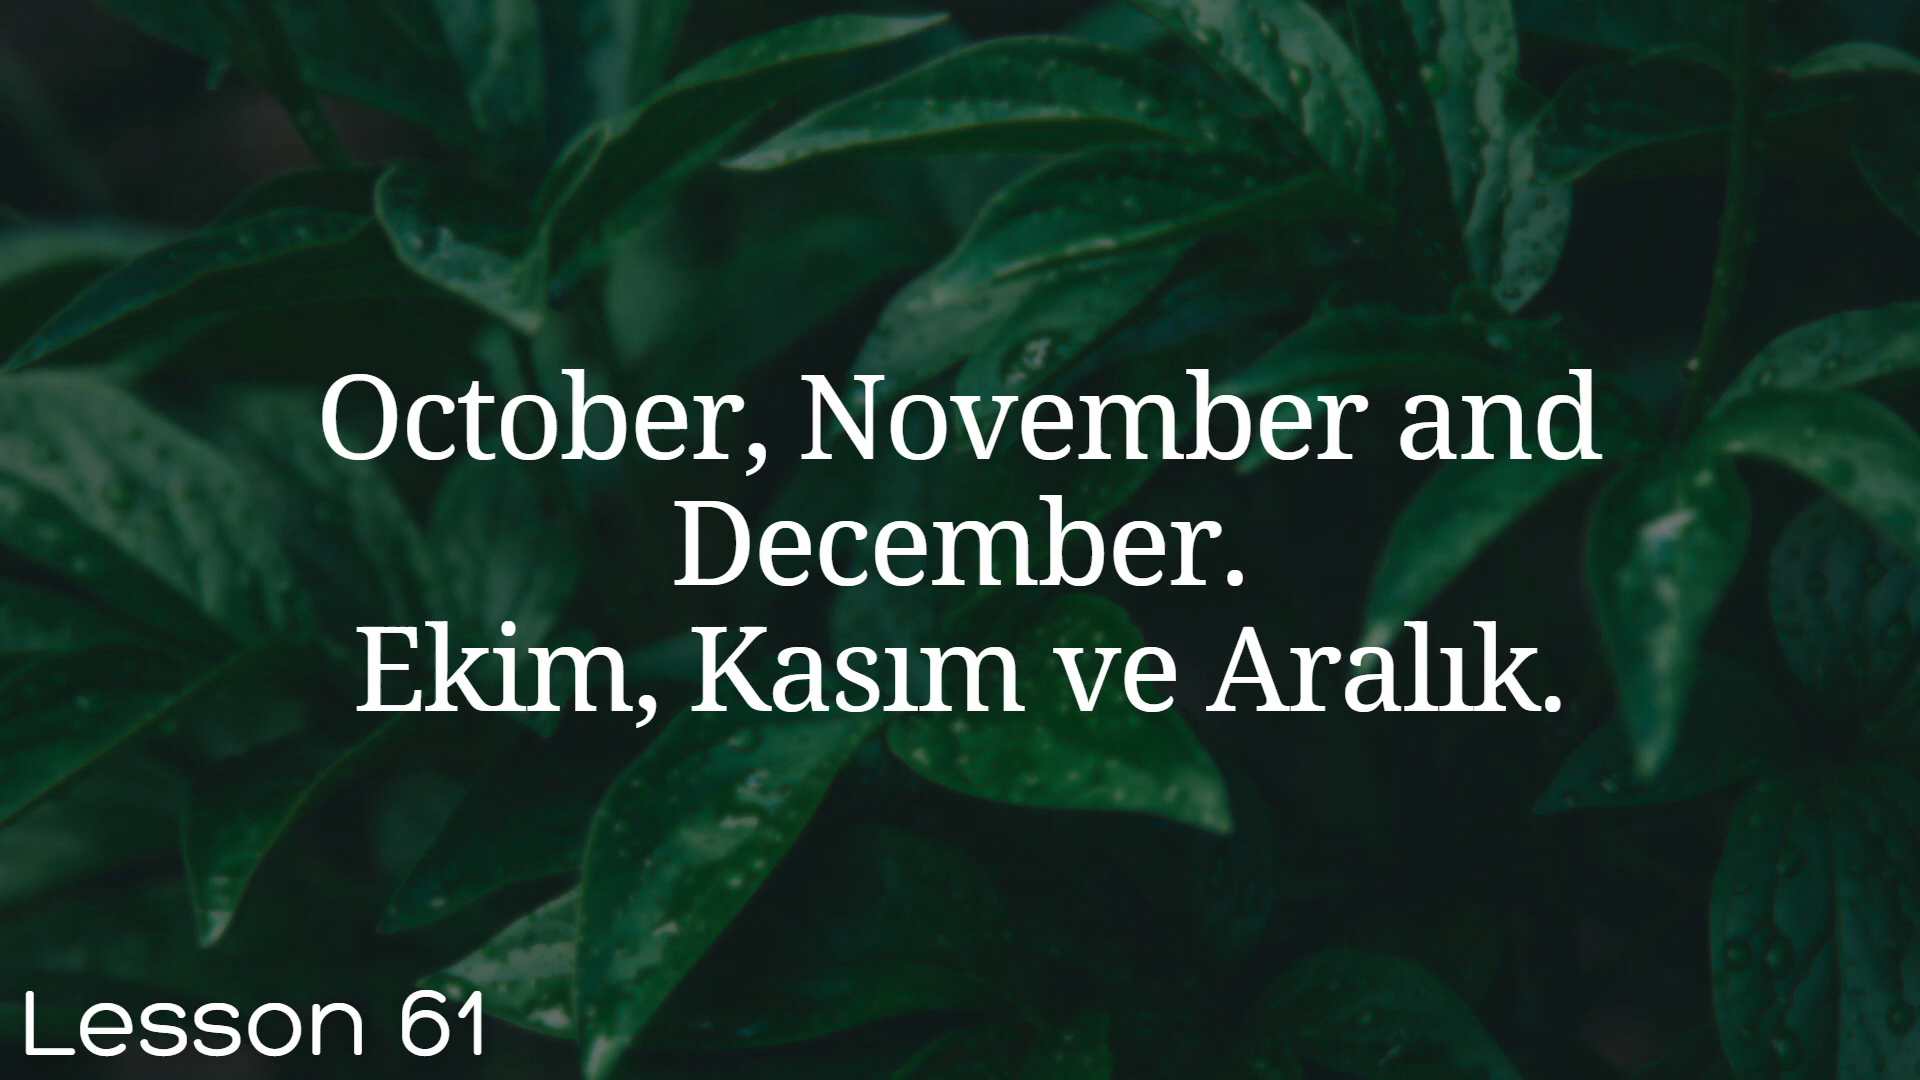 October, November and
December.
Ekim, Kasım ve Aralık.
Lesson 61